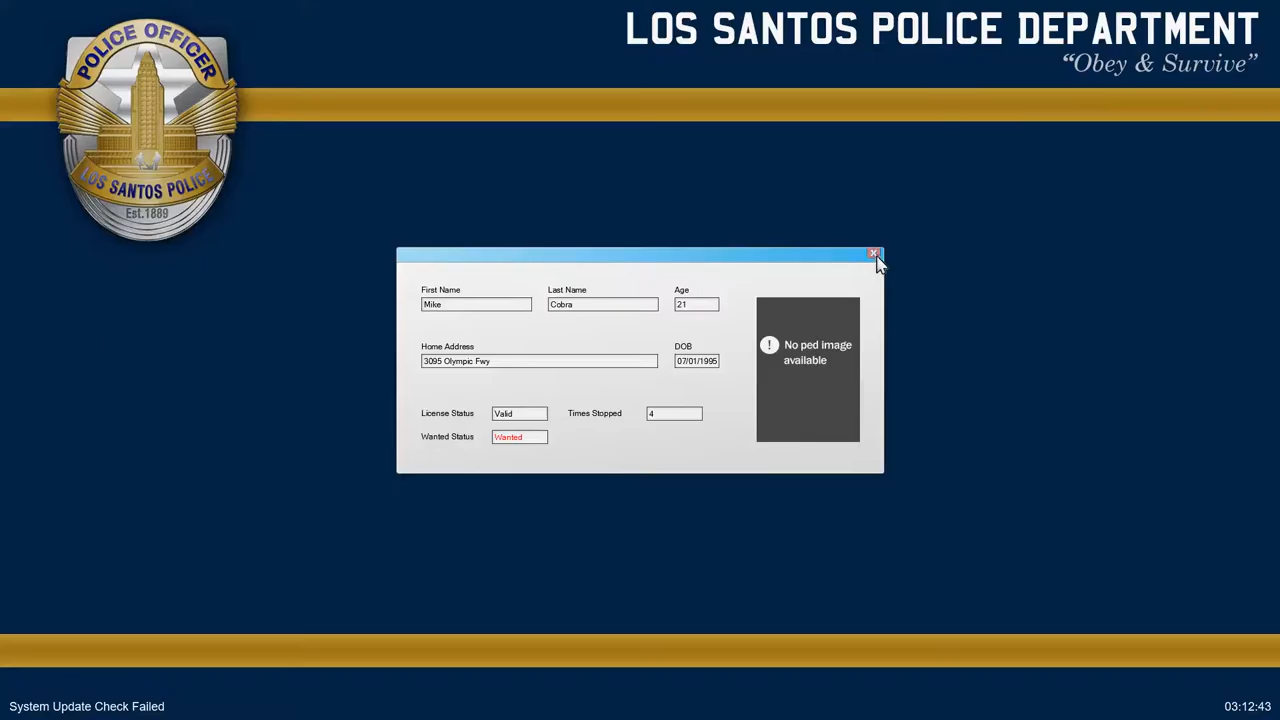 POLICE OFFICER
LOS SANTOS POLICE
Est.1889
LOS SANTOS POLICE DEPARTMENT
“Obey & Survive”
First Name
Last Name
Age
Mike
Cobra
21
Home Address
DOB
3095 Olympic Fwy
07/01/1995
! No ped image
available
License Status
Valid
Times Stopped
4
Wanted Status
Wanted
System Update Check Failed
03:12:43